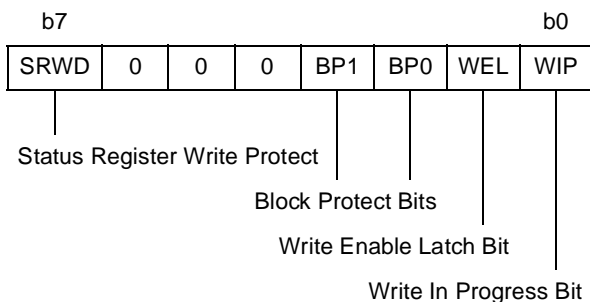 b7 b0
SRWD 0 0 0 BP1 BP0 WEL WIP
Status Register Write Protect
Block Protect Bits
Write Enable Latch Bit
Write In Progress Bit